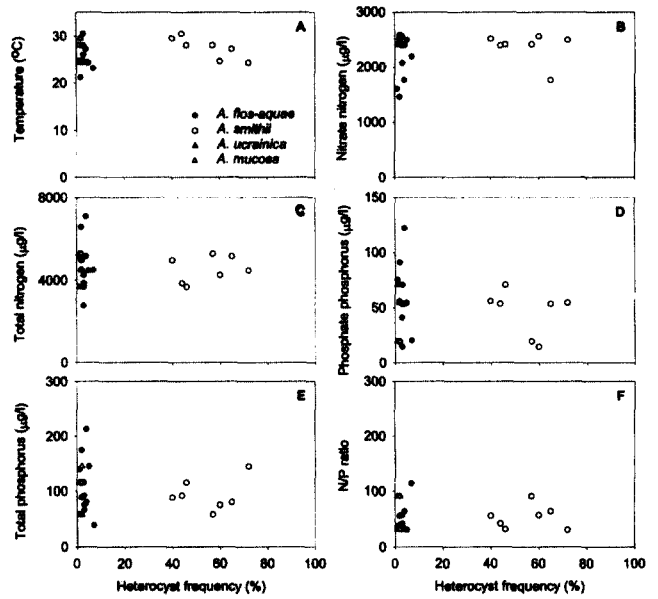 A
Temperature (ºC)
30
20
10
0
A. flos-aquae
A. smithii
A. ucrainica
A. mucosa
B
Nitrate nitrogen (μg/l)
3000
2000
1000
0
C
Total nitrogen (μg/l)
8000
4000
0
D
Phosphate phosphorus (μg/l)
150
100
50
0
E
Total phosphorus (μg/l)
300
200
100
0
0 20 40 60 80 100
Heterocyst frequency (%)
F
N/P ratio
300
200
100
0
0 20 40 60 80 100
Heterocyst frequency (%)